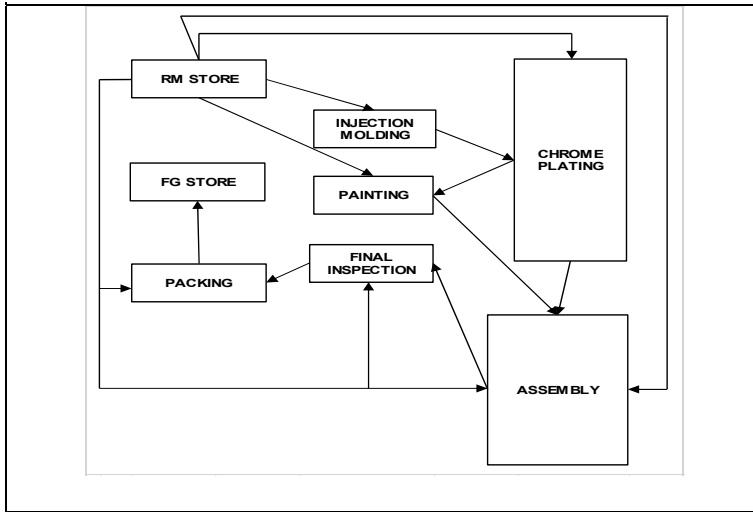 RM STORE
INJECTION
MOLDING
CHROME
PLATING
FG STORE
PAINTING
FINAL
INSPECTION
PACKING
ASSEMBLY